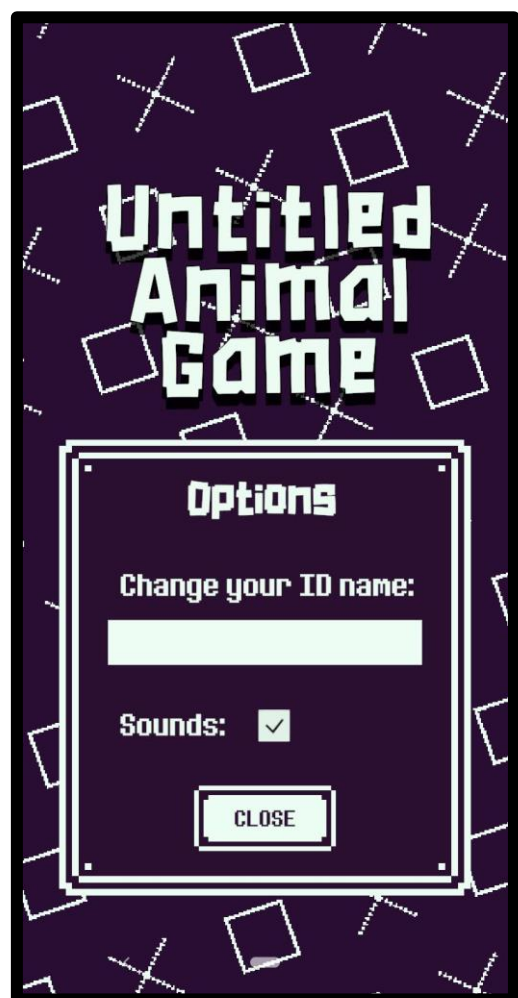 Untitled
Animal
Game
Options
Change your ID name:
Sounds:
CLOSE